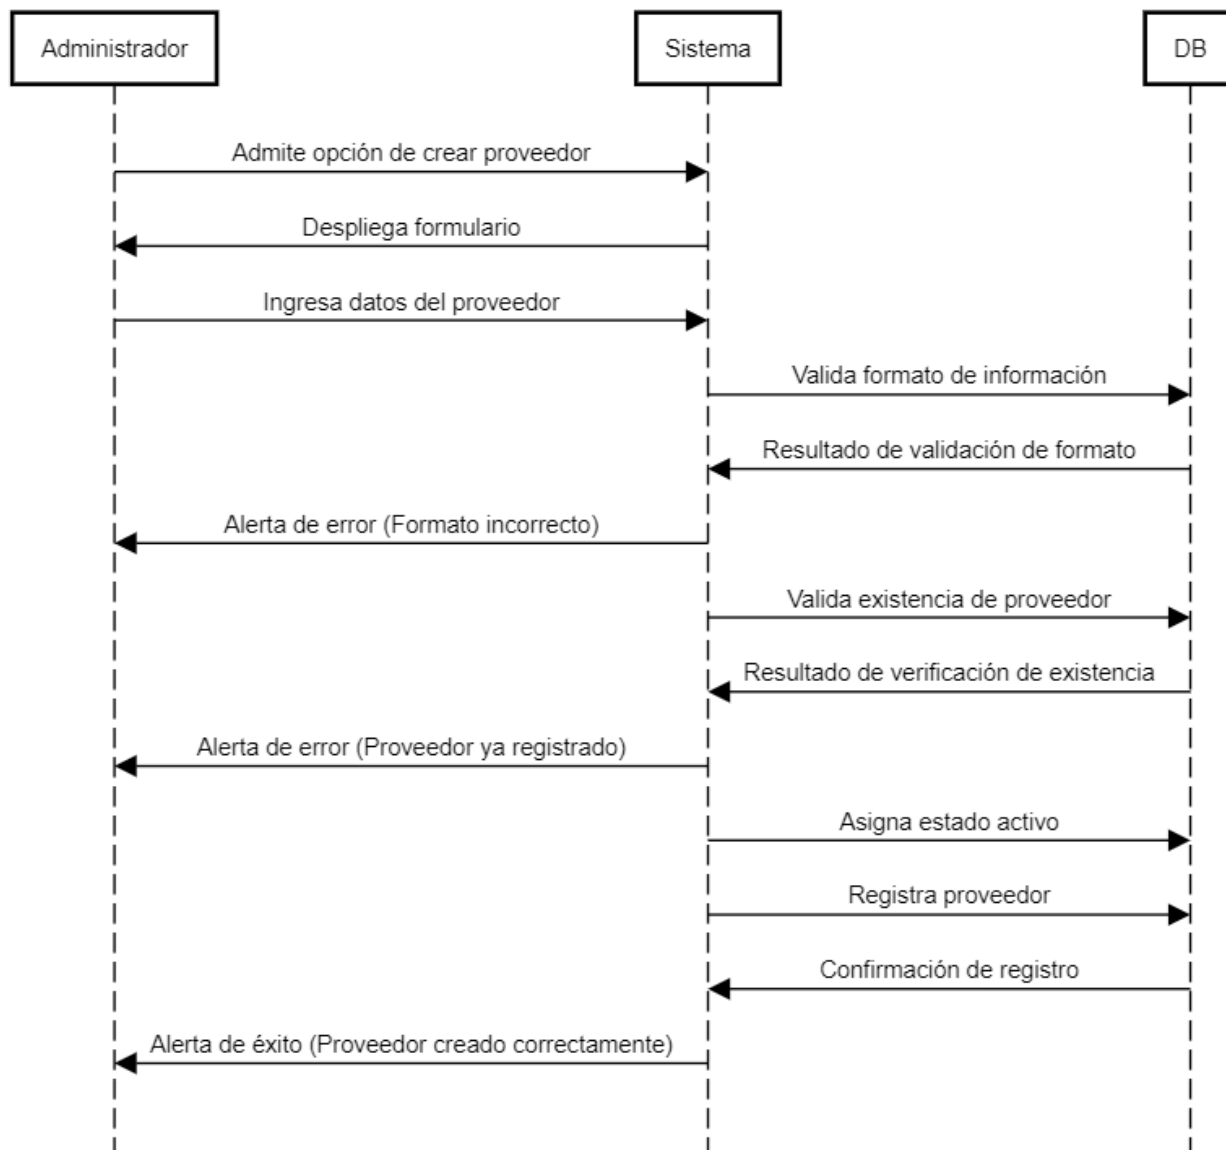 Administrador
Sistema
DB
Admite opción de crear proveedor
Despliega formulario
Ingresa datos del proveedor
Valida formato de información
Resultado de validación de formato
Alerta de error (Formato incorrecto)
Valida existencia de proveedor
Resultado de verificación de existencia
Alerta de error (Proveedor ya registrado)
Asigna estado activo
Registra proveedor
Confirmación de registro
Alerta de éxito (Proveedor creado correctamente)